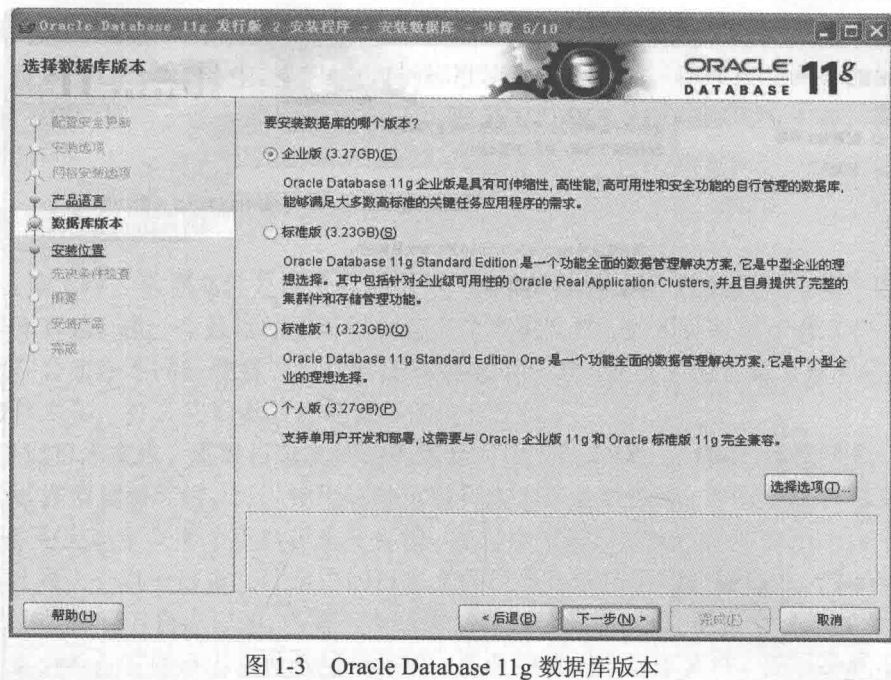 Oracle Database 11g 发行版 2 安装程序 - 安装数据库 - 步骤 5/10
选择数据库版本
ORACLE
DATABASE
11g
配置安全更新
安装选项
网格安装选项
产品语言
数据库版本
安装位置
先决条件检查
概要
安装产品
完成
要安装数据库的哪个版本?
企业版 (3.27GB)(E)
Oracle Database 11g 企业版是具有可伸缩性, 高性能, 高可用性和安全功能的自行管理的数据库,
能够满足大多数高标准的关键任务应用程序的需求。
标准版 (3.23GB)(S)
Oracle Database 11g Standard Edition 是一个功能全面的数据管理解决方案, 它是中型企业的理
想选择。其中包括针对企业级可用性的 Oracle Real Application Clusters, 并且自身提供了完整的
集群件和存储管理功能。
标准版 1 (3.23GB)(O)
Oracle Database 11g Standard Edition One 是一个功能全面的数据管理解决方案, 它是中小型企
业的理想选择。
个人版 (3.27GB)(P)
支持单用户开发和部署, 这需要与 Oracle 企业版 11g 和 Oracle 标准版 11g 完全兼容。
选择选项(T)...
帮助(H)
< 后退(B)
下一步(N) >
完成(F)
取消
图 1-3 Oracle Database 11g 数据库版本